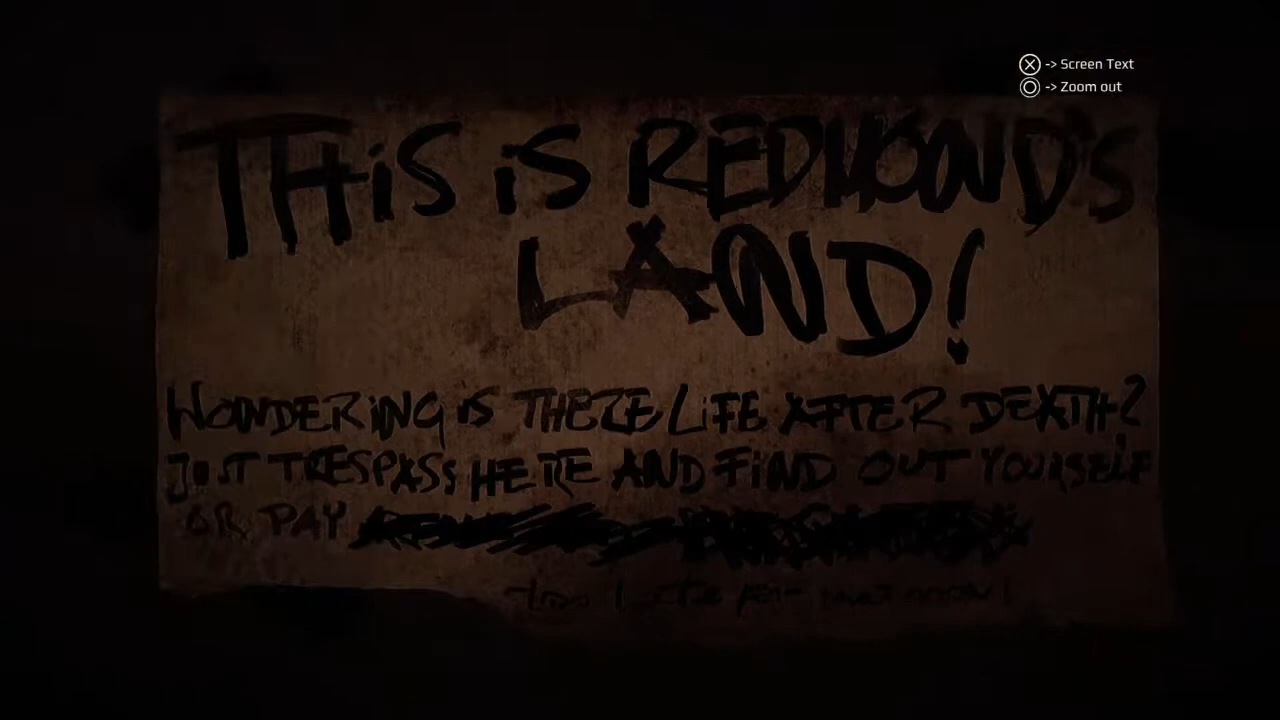 -> Screen Text
-> Zoom out
THiS iS REDMOND'S
LAND!
WONDERiNG iS THERE LiFE AFTER DEATH?
JUST TRESPASS HERE AND FiND OUT YOURSELF
OR PAY